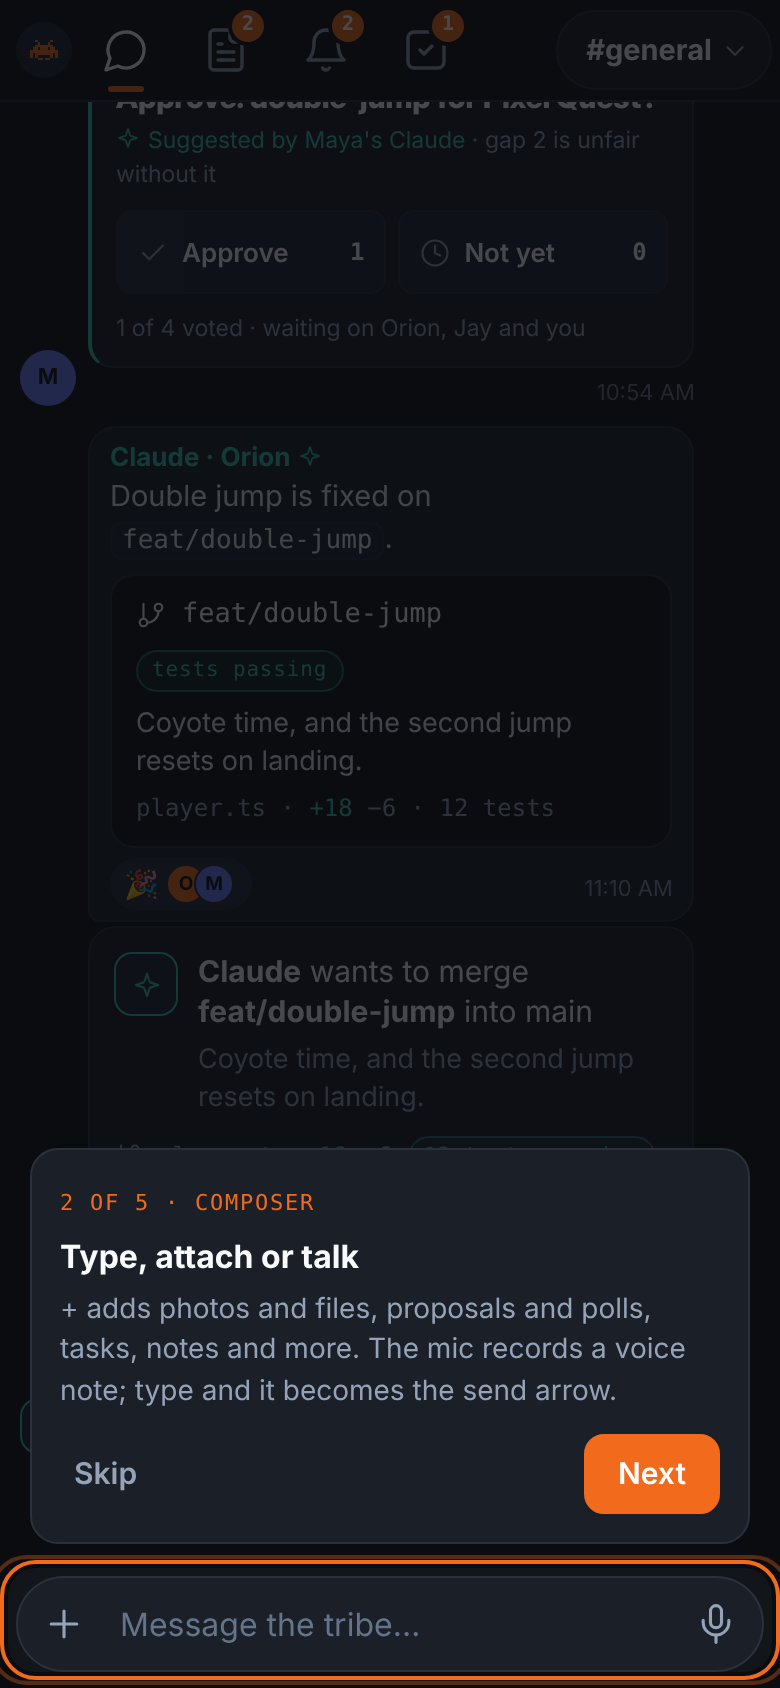 2
2
1
#general
Approve: double-jump for Pixel Quest?
Suggested by Maya's Claude · gap 2 is unfair
without it
Approve 1
Not yet 0
1 of 4 voted · waiting on Orion, Jay and you
M
10:54 AM
Claude · Orion
Double jump is fixed on
feat/double-jump.
feat/double-jump
tests passing
Coyote time, and the second jump
resets on landing.
player.ts · +18 −6 · 12 tests
O M
11:10 AM
Claude wants to merge
feat/double-jump into main
Coyote time, and the second jump
resets on landing.
2 OF 5 · COMPOSER
Type, attach or talk
+ adds photos and files, proposals and polls,
tasks, notes and more. The mic records a voice
note; type and it becomes the send arrow.
Skip
Next
Message the tribe...